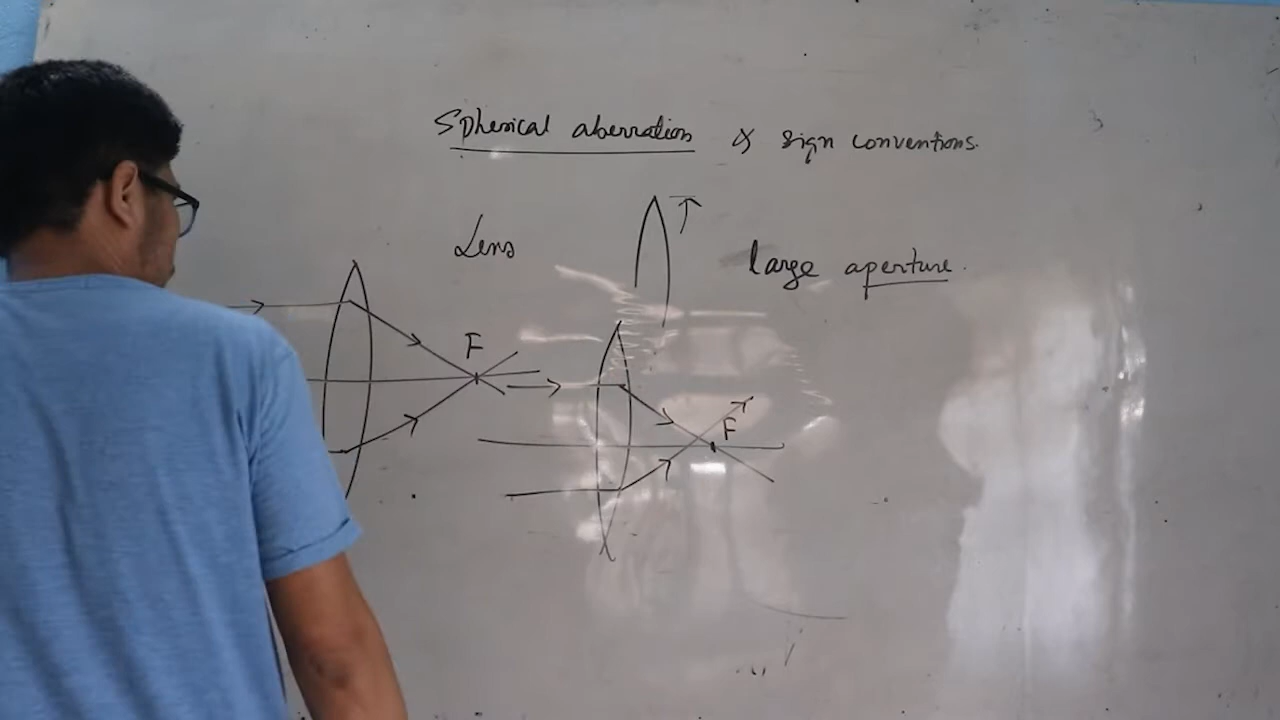 Spherical aberration & sign conventions.
Lens
large aperture.
F
F